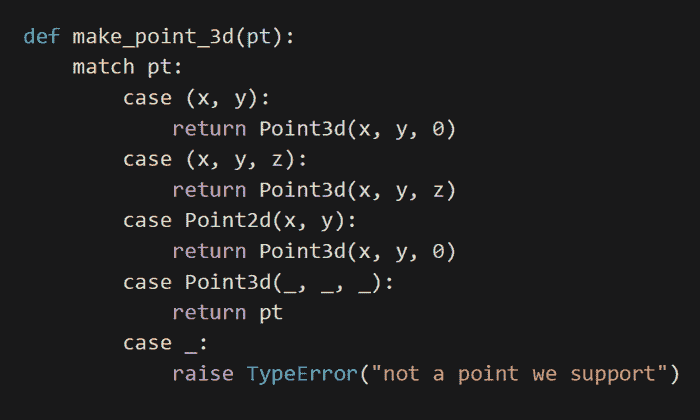 def make_point_3d(pt):
    match pt:
        case (x, y):
            return Point3d(x, y, 0)
        case (x, y, z):
            return Point3d(x, y, z)
        case Point2d(x, y):
            return Point3d(x, y, 0)
        case Point3d(_, _, _):
            return pt
        case _:
            raise TypeError("not a point we support")